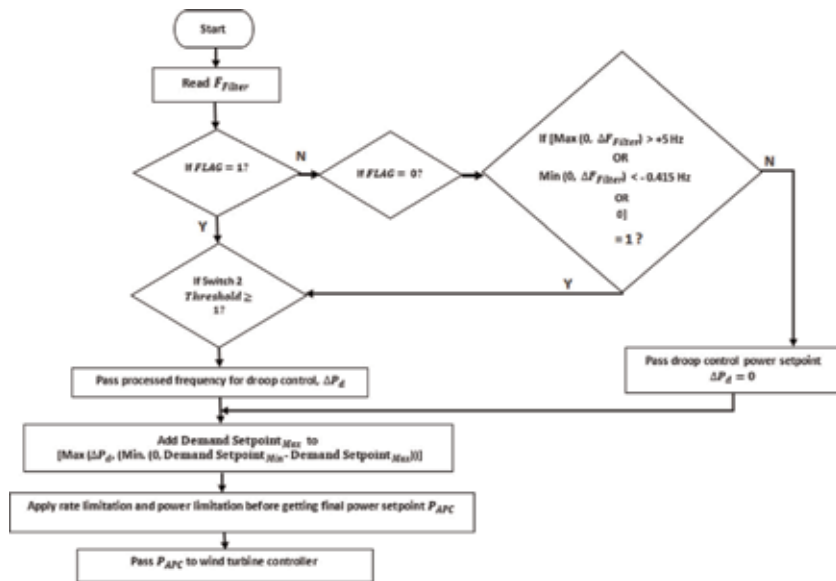 Start
Read F_Filter
If FLAG = 1?
N
If FLAG = 0?
If [Max (0, ΔF_Filter) > +5 Hz
OR
Min (0, ΔF_Filter) < -0.415 Hz
OR
0]
= 1 ?
N
Y
Y
If Switch 2
Threshold ≥
1?
Pass processed frequency for droop control, ΔP_d
Pass droop control power setpoint
ΔP_d = 0
Add Demand Setpoint_Max to
[Max (ΔP_d, (Min. (0, Demand Setpoint_Min - Demand Setpoint_Max)))]
Apply rate limitation and power limitation before getting final power setpoint P_APC
Pass P_APC to wind turbine controller